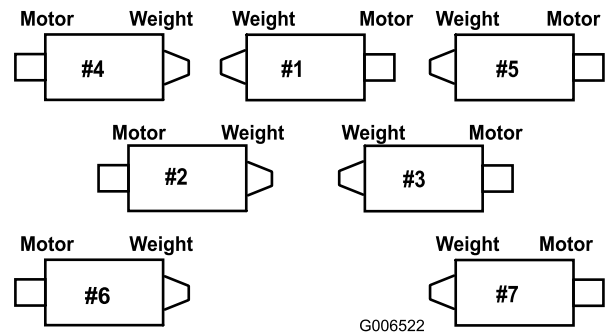 Motor Weight Weight Motor Weight Motor
#4 #1 #5
Motor Weight Weight Motor
#2 #3
Motor Weight Weight Motor
#6 #7
G006522